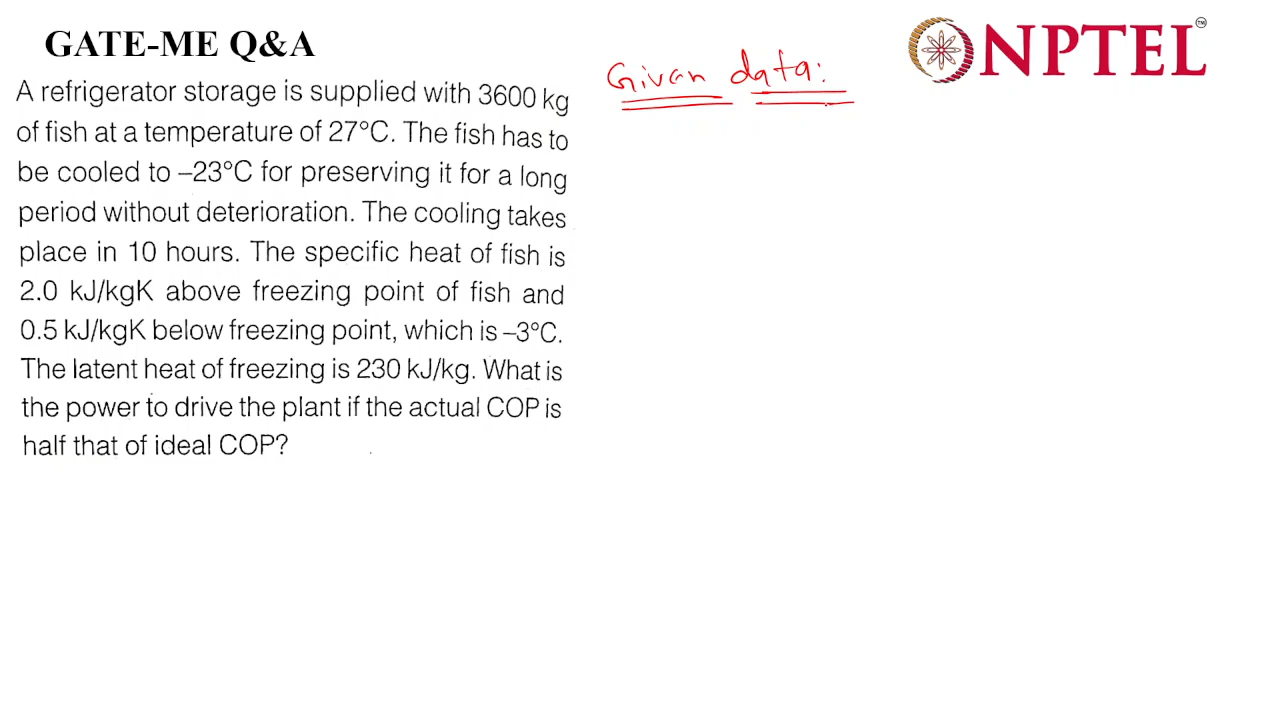 GATE-ME Q&A
NPTEL
A refrigerator storage is supplied with 3600 kg
of fish at a temperature of 27°C. The fish has to
be cooled to –23°C for preserving it for a long
period without deterioration. The cooling takes
place in 10 hours. The specific heat of fish is
2.0 kJ/kgK above freezing point of fish and
0.5 kJ/kgK below freezing point, which is –3°C.
The latent heat of freezing is 230 kJ/kg. What is
the power to drive the plant if the actual COP is
half that of ideal COP?
Given data: